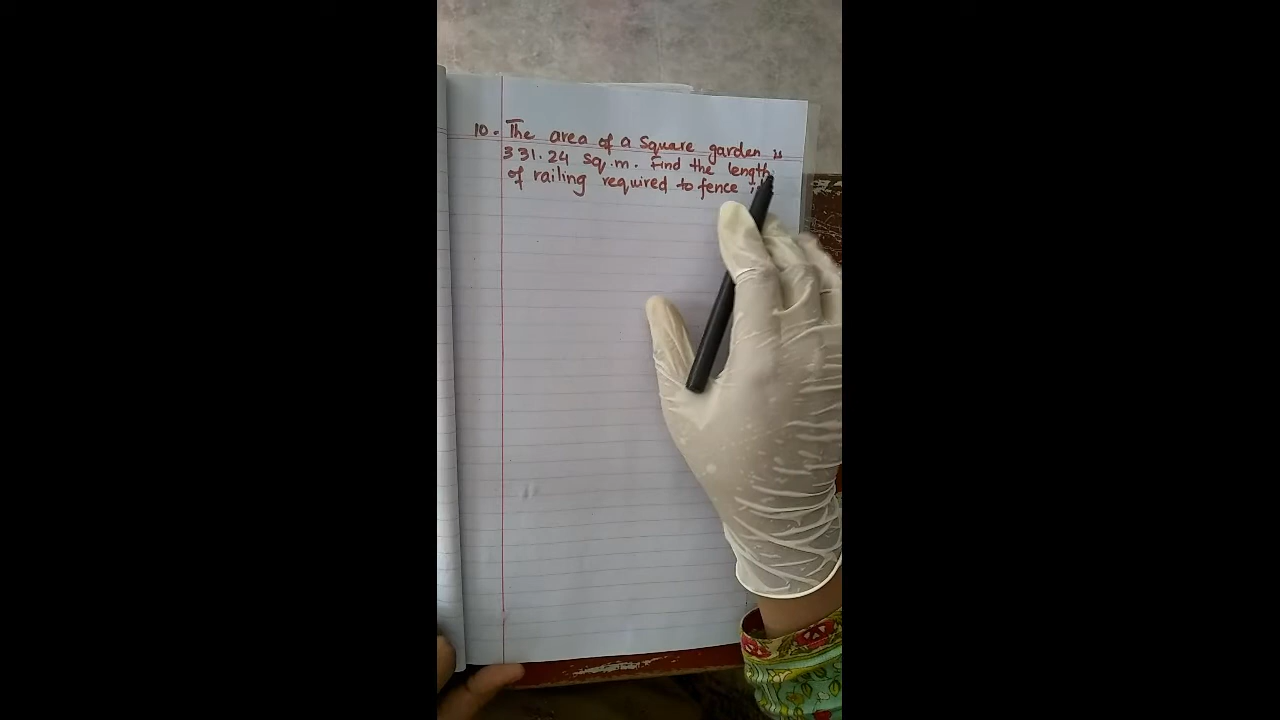 10. The area of a Square garden is
331.24 sq.m. Find the length
of railing required to fence